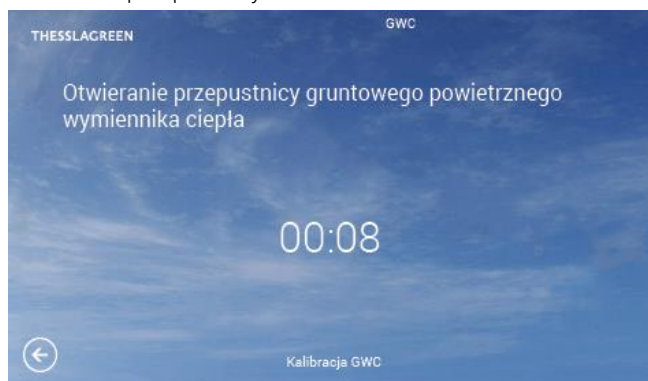 GWC
THESSLAGREEN
Otwieranie przepustnicy gruntowego powietrznego
wymiennika ciepła
00:08
Kalibracja GWC